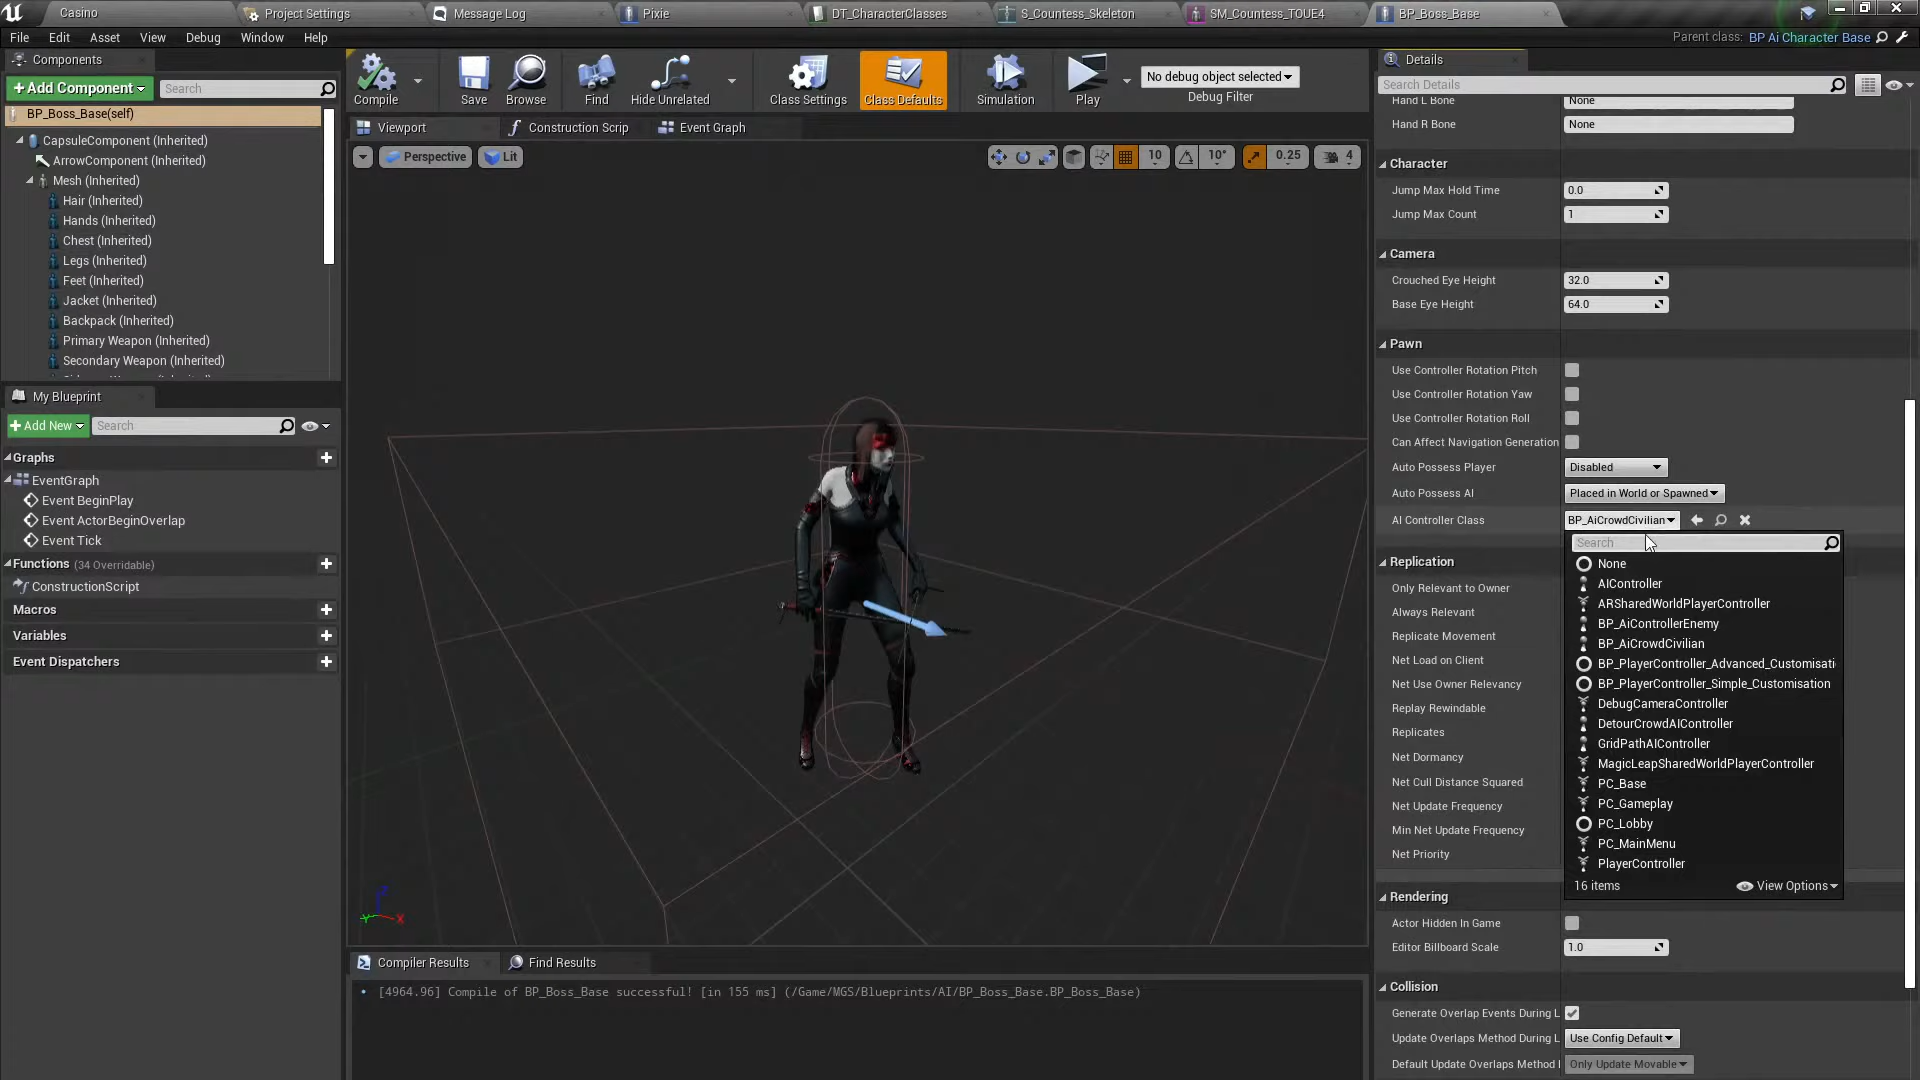 Casino
Project Settings
Message Log
Pixie
DT_CharacterClasses
S_Countess_Skeleton
SM_Countess_TOUE4
BP_Boss_Base
File Edit Asset View Debug Window Help
Parent class: BP Ai Character Base
Components
+Add Component
Search
BP_Boss_Base(self)
CapsuleComponent (Inherited)
ArrowComponent (Inherited)
Mesh (Inherited)
Hair (Inherited)
Hands (Inherited)
Chest (Inherited)
Legs (Inherited)
Feet (Inherited)
Jacket (Inherited)
Backpack (Inherited)
Primary Weapon (Inherited)
Secondary Weapon (Inherited)
My Blueprint
+Add New
Search
Graphs
EventGraph
Event BeginPlay
Event ActorBeginOverlap
Event Tick
Functions (34 Overridable)
ConstructionScript
Macros
Variables
Event Dispatchers
Compile
Save
Browse
Find
Hide Unrelated
Class Settings
Class Defaults
Simulation
Play
No debug object selected
Debug Filter
Viewport
Construction Scrip
Event Graph
Perspective
Lit
10
10°
0.25
4
Z
Y
X
Compiler Results
Find Results
• [4964.96] Compile of BP_Boss_Base successful! [in 155 ms] (/Game/MGS/Blueprints/AI/BP_Boss_Base.BP_Boss_Base)
Details
Search Details
Hand L Bone None
Hand R Bone None
Character
Jump Max Hold Time 0.0
Jump Max Count 1
Camera
Crouched Eye Height 32.0
Base Eye Height 64.0
Pawn
Use Controller Rotation Pitch
Use Controller Rotation Yaw
Use Controller Rotation Roll
Can Affect Navigation Generation
Auto Possess Player Disabled
Auto Possess AI Placed in World or Spawned
AI Controller Class BP_AiCrowdCivilian
Search
None
AIController
ARSharedWorldPlayerController
BP_AiControllerEnemy
BP_AiCrowdCivilian
BP_PlayerController_Advanced_Customisati
BP_PlayerController_Simple_Customisation
DebugCameraController
DetourCrowdAIController
GridPathAIController
MagicLeapSharedWorldPlayerController
PC_Base
PC_Gameplay
PC_Lobby
PC_MainMenu
PlayerController
16 items
View Options
Replication
Only Relevant to Owner
Always Relevant
Replicate Movement
Net Load on Client
Net Use Owner Relevancy
Replay Rewindable
Replicates
Net Dormancy
Net Cull Distance Squared
Net Update Frequency
Min Net Update Frequency
Net Priority
Rendering
Actor Hidden In Game
Editor Billboard Scale 1.0
Collision
Generate Overlap Events During L
Update Overlaps Method During L Use Config Default
Default Update Overlaps Method Only Update Movable